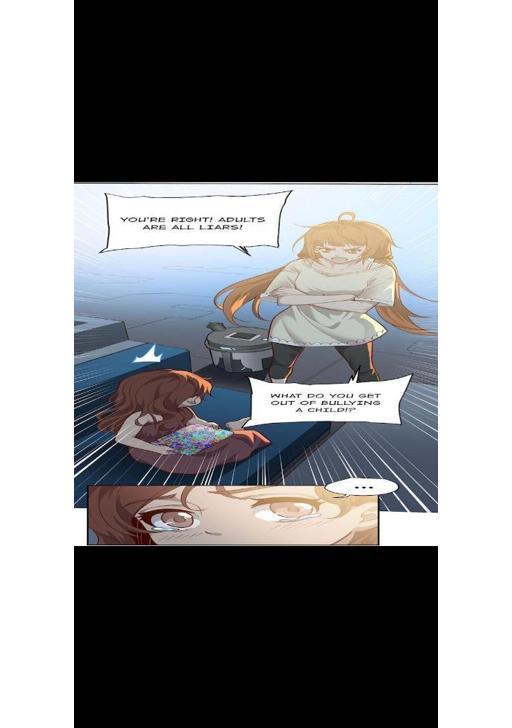 YOU'RE RIGHT! ADULTS
ARE ALL LIARS!
WHAT DO YOU GET
OUT OF BULLYING
A CHILD!?
...